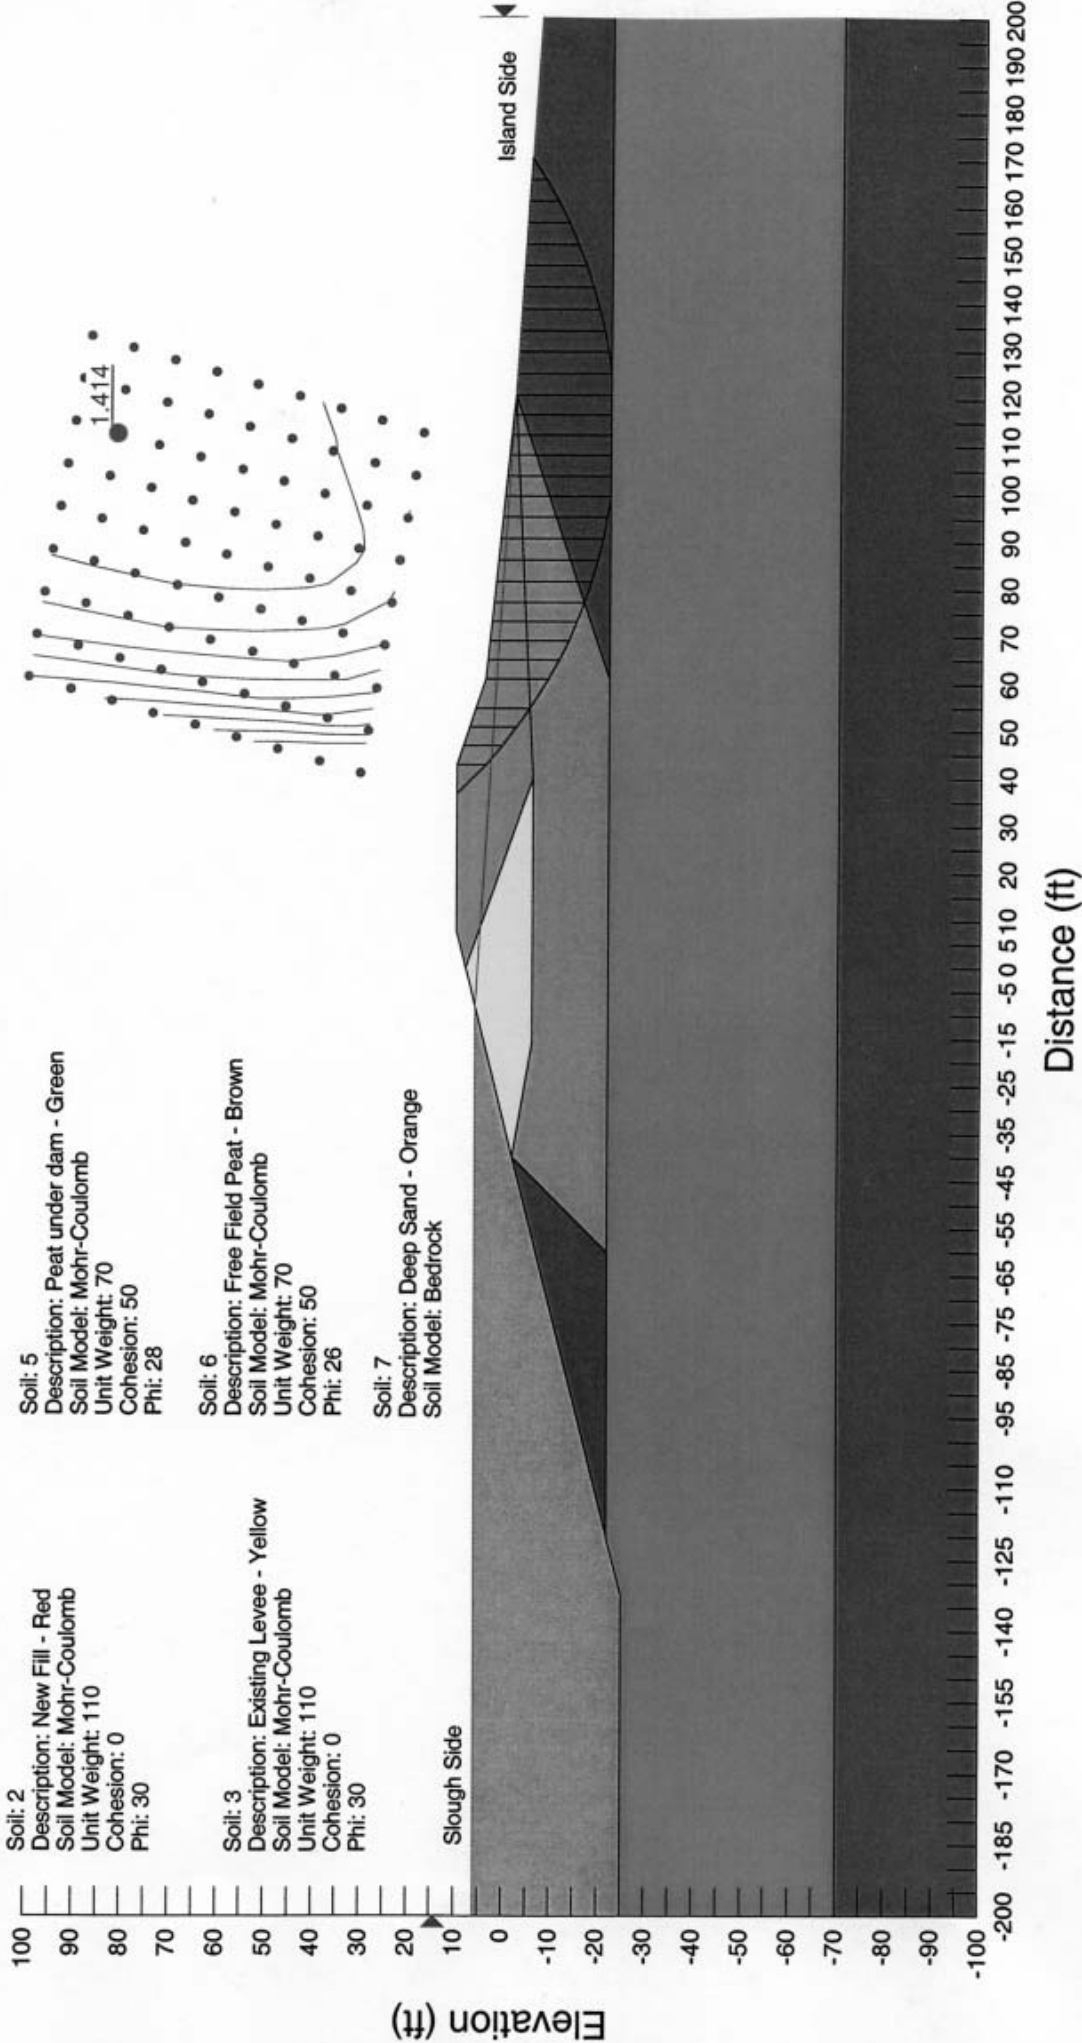 Soil: 2
Description: New Fill - Red
Soil Model: Mohr-Coulomb
Unit Weight: 110
Cohesion: 0
Phi: 30
Soil: 3
Description: Existing Levee - Yellow
Soil Model: Mohr-Coulomb
Unit Weight: 110
Cohesion: 0
Phi: 30
Soil: 5
Description: Peat under dam - Green
Soil Model: Mohr-Coulomb
Unit Weight: 70
Cohesion: 50
Phi: 28
Soil: 6
Description: Free Field Peat - Brown
Soil Model: Mohr-Coulomb
Unit Weight: 70
Cohesion: 50
Phi: 26
Soil: 7
Description: Deep Sand - Orange
Soil Model: Bedrock
1.414
Slough Side
Island Side
Elevation (ft)
100
90
80
70
60
50
40
30
20
10
0
-10
-20
-30
-40
-50
-60
-70
-80
-90
-100
-200 -185 -170 -155 -140 -125 -110 -95 -85 -75 -65 -55 -45 -35 -25 -15 -5 0 5 10 20 30 40 50 60 70 80 90 100 110 120 130 140 150 160 170 180 190 200
Distance (ft)